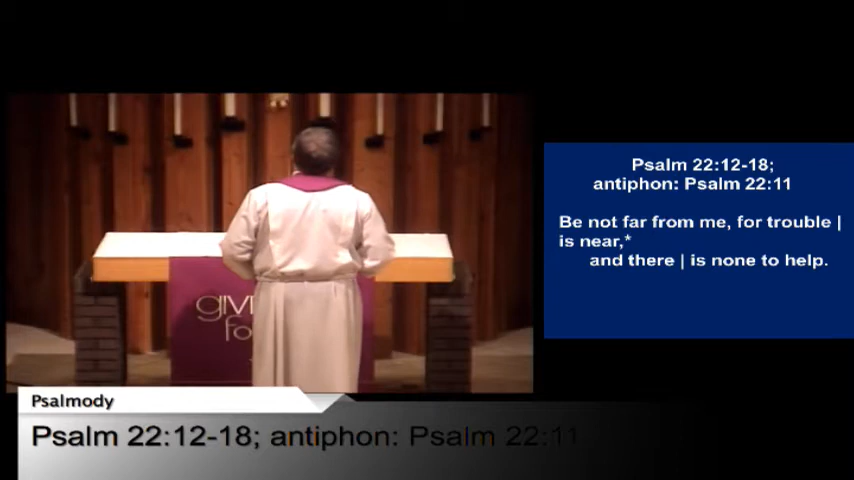 Psalm 22:12-18;
antiphon: Psalm 22:11
Be not far from me, for trouble |
is near,*
and there | is none to help.
Psalmody
Psalm 22:12-18; antiphon: Psalm 22:11